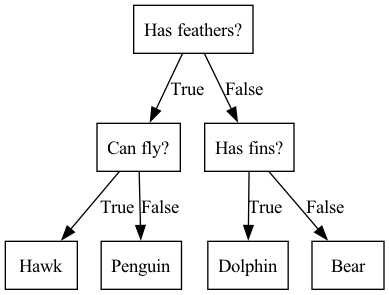 Has feathers?
True
False
Can fly?
Has fins?
True
False
True
False
Hawk
Penguin
Dolphin
Bear